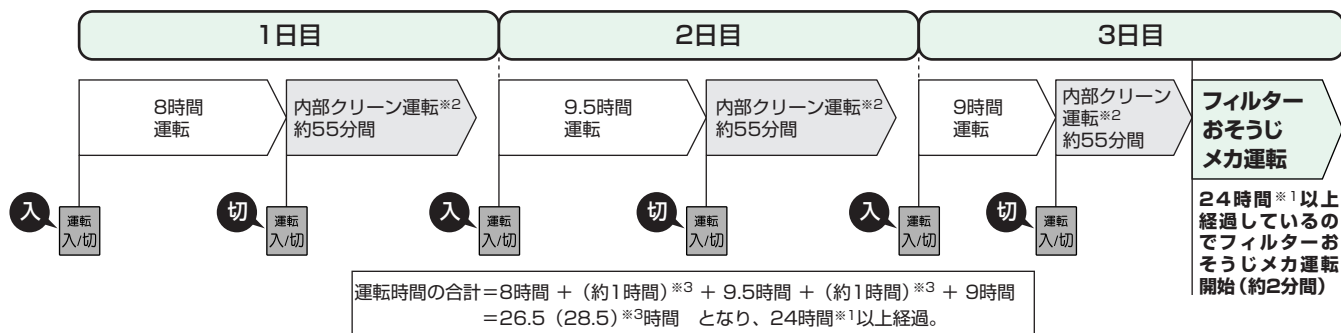 1日目
2日目
3日目
8時間
運転
内部クリーン運転※2
約55分間
9.5時間
運転
内部クリーン運転※2
約55分間
9時間
運転
内部クリーン
運転※2
約55分間
フィルター
おそうじ
メカ運転
入
運転
入/切
切
運転
入/切
入
運転
入/切
切
運転
入/切
入
運転
入/切
切
運転
入/切
24時間※1以上
経過しているの
でフィルターお
そうじメカ運転
開始(約2分間)
運転時間の合計=8時間 + (約1時間)※3 + 9.5時間 + (約1時間)※3 + 9時間
=26.5 (28.5)※3時間 となり、24時間※1以上経過。